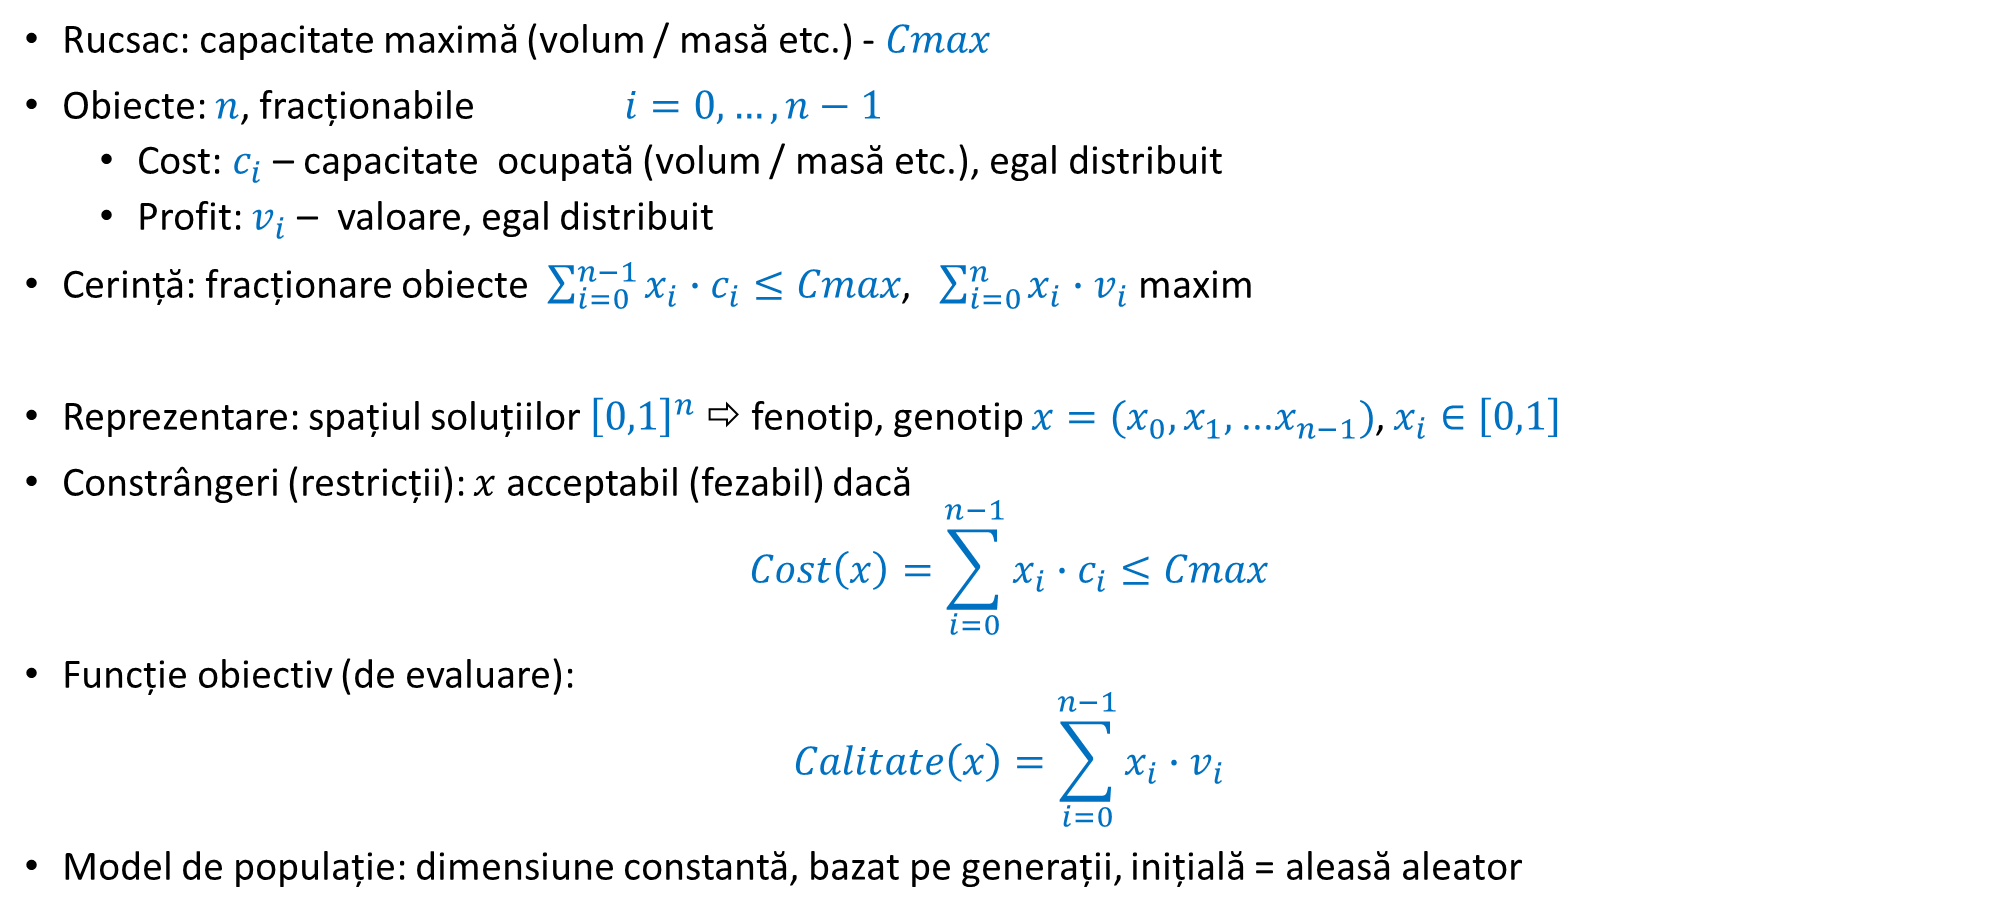 • Rucsac: capacitate maximă (volum / masă etc.) - Cmax
• Obiecte: n, fracționabile i = 0, … , n − 1
• Cost: cᵢ – capacitate ocupată (volum / masă etc.), egal distribuit
• Profit: vᵢ – valoare, egal distribuit
• Cerință: fracționare obiecte ∑_{i=0}^{n−1} xᵢ · cᵢ ≤ Cmax, ∑_{i=0}^{n} xᵢ · vᵢ maxim
• Reprezentare: spațiul soluțiilor [0,1]ⁿ ⇨ fenotip, genotip x = (x₀, x₁, … xₙ₋₁), xᵢ ∈ [0,1]
• Constrângeri (restricții): x acceptabil (fezabil) dacă
Cost(x) = ∑_{i=0}^{n−1} xᵢ · cᵢ ≤ Cmax
• Funcție obiectiv (de evaluare):
Calitate(x) = ∑_{i=0}^{n−1} xᵢ · vᵢ
• Model de populație: dimensiune constantă, bazat pe generații, inițială = aleasă aleator